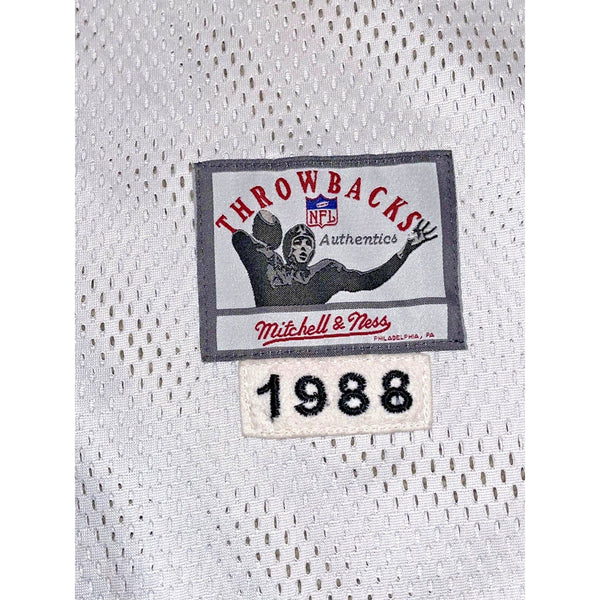 THROWBACKS
NFL
Authentics
Mitchell & Ness
PHILADELPHIA, PA
1988